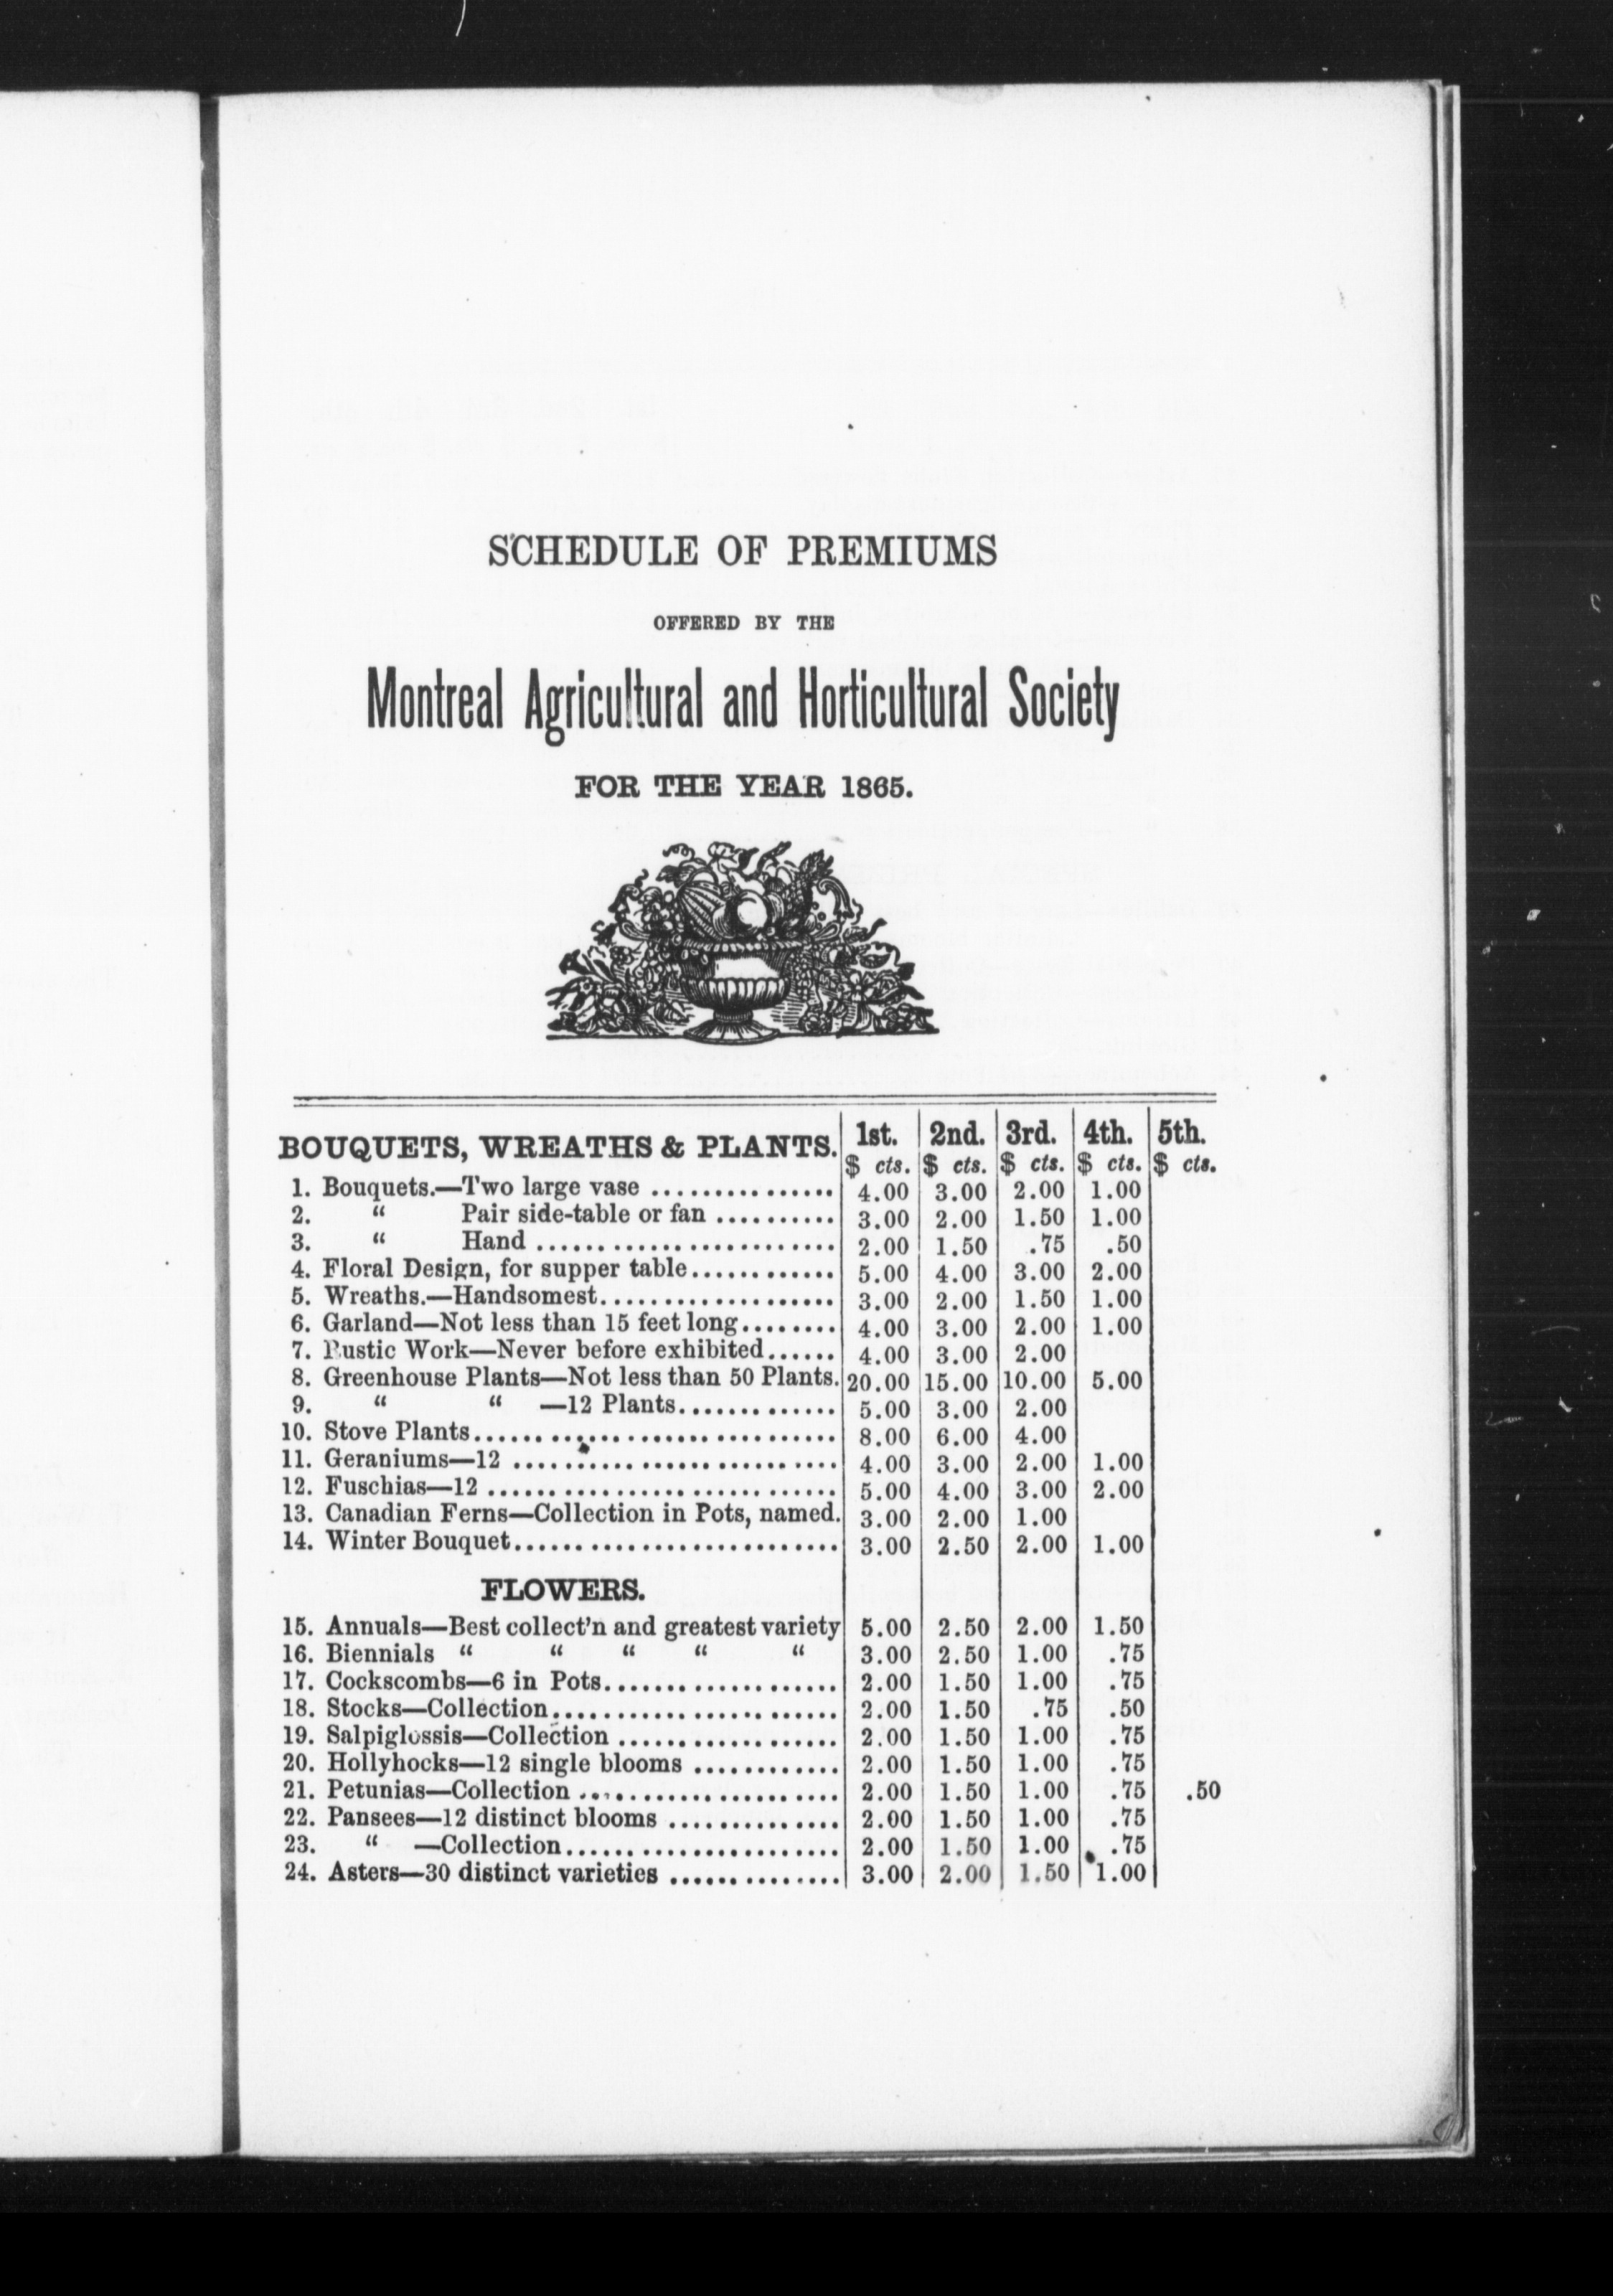 SCHEDULE OF PREMIUMS
OFFERED BY THE
Montreal Agricultural and Horticultural Society
FOR THE YEAR 1865.
BOUQUETS, WREATHS & PLANTS. 1st. 2nd. 3rd. 4th. 5th.
$ cts. $ cts. $ cts. $ cts. $ cts.
1. Bouquets.—Two large vase ............... 4.00 3.00 2.00 1.00
2. “ Pair side-table or fan .......... 3.00 2.00 1.50 1.00
3. “ Hand ........................ 2.00 1.50 .75 .50
4. Floral Design, for supper table............ 5.00 4.00 3.00 2.00
5. Wreaths.—Handsomest................... 3.00 2.00 1.50 1.00
6. Garland—Not less than 15 feet long........ 4.00 3.00 2.00 1.00
7. Rustic Work—Never before exhibited...... 4.00 3.00 2.00
8. Greenhouse Plants—Not less than 50 Plants. 20.00 15.00 10.00 5.00
9. “ “ —12 Plants............. 5.00 3.00 2.00
10. Stove Plants............................. 8.00 6.00 4.00
11. Geraniums—12 .......................... 4.00 3.00 2.00 1.00
12. Fuschias—12 ............................ 5.00 4.00 3.00 2.00
13. Canadian Ferns—Collection in Pots, named. 3.00 2.00 1.00
14. Winter Bouquet.......................... 3.00 2.50 2.00 1.00
FLOWERS.
15. Annuals—Best collect'n and greatest variety 5.00 2.50 2.00 1.50
16. Biennials “ “ “ “ “ 3.00 2.50 1.00 .75
17. Cockscombs—6 in Pots................... 2.00 1.50 1.00 .75
18. Stocks—Collection....................... 2.00 1.50 .75 .50
19. Salpiglossis—Collection .................. 2.00 1.50 1.00 .75
20. Hollyhocks—12 single blooms ............ 2.00 1.50 1.00 .75
21. Petunias—Collection ..................... 2.00 1.50 1.00 .75 .50
22. Pansees—12 distinct blooms .............. 2.00 1.50 1.00 .75
23. “ —Collection...................... 2.00 1.50 1.00 .75
24. Asters—30 distinct varieties .............. 3.00 2.00 1.50 1.00